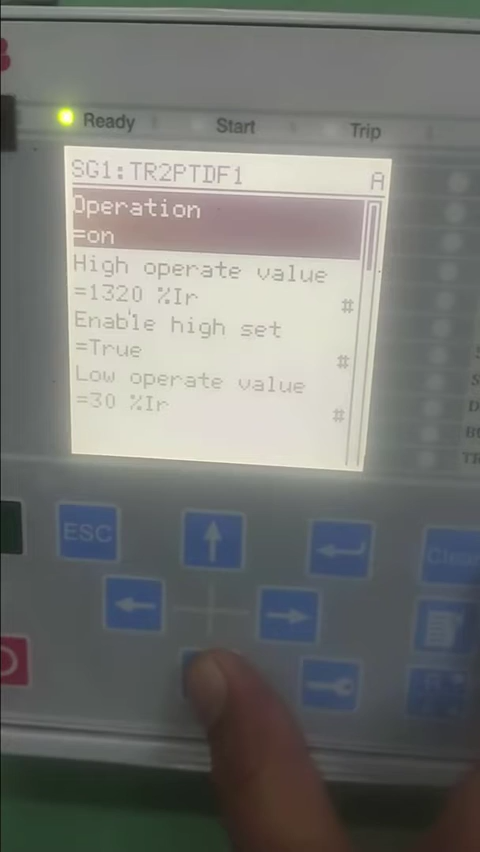 Ready
Start
Trip
SG1:TR2PTDF1
A
Operation
=on
High operate value
=1320 %Ir
#
Enable high set
=True
#
Low operate value
=30 %Ir
#
ESC